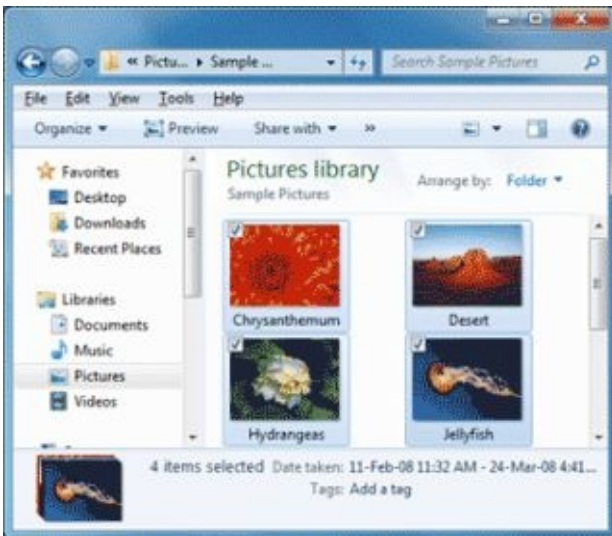 « Pictu... ▸ Sample ... Search Sample Pictures
File Edit View Tools Help
Organize Preview Share with »
Favorites
Desktop
Downloads
Recent Places
Libraries
Documents
Music
Pictures
Videos
Pictures library
Sample Pictures
Arrange by: Folder
Chrysanthemum Desert
Hydrangeas Jellyfish
4 items selected Date taken: 11-Feb-08 11:32 AM - 24-Mar-08 4:41...
Tags: Add a tag